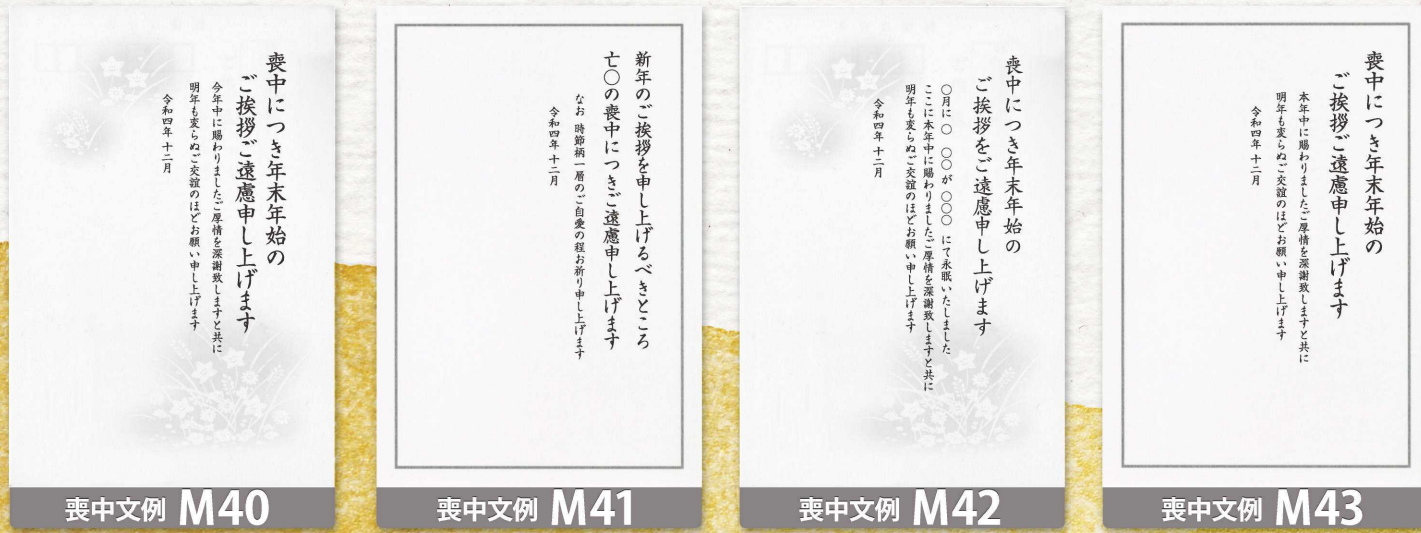 喪中につき年末年始の
ご挨拶ご遠慮申し上げます
今年中に賜わりましたご厚情を深謝致しますと共に
明年も変らぬご交誼のほどお願い申し上げます
令和四年十二月
喪中文例 M40
新年のご挨拶を申し上げるべきところ
亡〇の喪中につきご遠慮申し上げます
なお 時節柄一層のご自愛の程お祈り申し上げます
令和四年十二月
喪中文例 M41
喪中につき年末年始の
ご挨拶をご遠慮申し上げます
〇月に 〇 〇〇が 〇〇〇 にて永眠いたしました
ここに本年中に賜わりましたご厚情を深謝致しますと共に
明年も変らぬご交誼のほどお願い申し上げます
令和四年十二月
喪中文例 M42
喪中につき年末年始の
ご挨拶ご遠慮申し上げます
本年中に賜わりましたご厚情を深謝致しますと共に
明年も変らぬご交誼のほどお願い申し上げます
令和四年十二月
喪中文例 M43